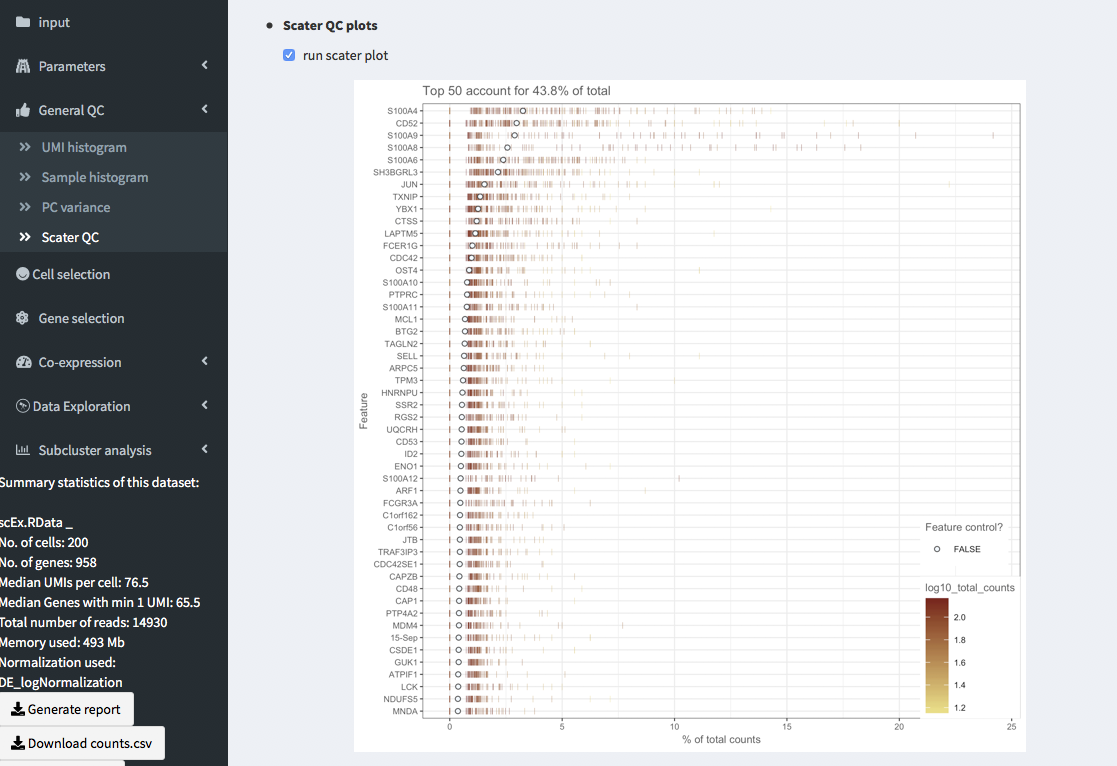 input
Parameters
General QC
UMI histogram
Sample histogram
PC variance
Scater QC
Cell selection
Gene selection
Co-expression
Data Exploration
Subcluster analysis
Summary statistics of this dataset:
scEx.RData _
No. of cells: 200
No. of genes: 958
Median UMIs per cell: 76.5
Median Genes with min 1 UMI: 65.5
Total number of reads: 14930
Memory used: 493 Mb
Normalization used:
DE_logNormalization
Generate report
Download counts.csv
Scater QC plots
run scater plot
Top 50 account for 43.8% of total
Feature
S100A4
CD52
S100A9
S100A8
S100A6
SH3BGRL3
JUN
TXNIP
YBX1
CTSS
LAPTM5
FCER1G
CDC42
OST4
S100A10
PTPRC
S100A11
MCL1
BTG2
TAGLN2
SELL
ARPC5
TPM3
HNRNPU
SSR2
RGS2
UQCRH
CD53
ID2
ENO1
S100A12
ARF1
FCGR3A
C1orf162
C1orf56
JTB
TRAF3IP3
CDC42SE1
CAPZB
CD48
CAP1
PTP4A2
MDM4
15-Sep
CSDE1
GUK1
ATPIF1
LCK
NDUFS5
MNDA
0 5 10 15 20 25
% of total counts
Feature control?
FALSE
log10_total_counts
2.0
1.8
1.6
1.4
1.2